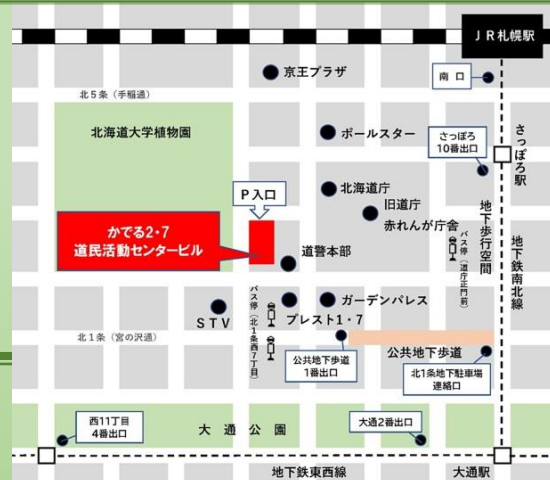 JR札幌駅
京王プラザ
南口
北5条（手稲通）
北海道大学植物園
ポールスター
さっぽろ
10番出口
さっぽろ駅
P入口
北海道庁
旧道庁
赤れんが庁舎
地下歩行空間
バス停（道庁正門前）
地下鉄南北線
かでる2・7
道民活動センタービル
道警本部
バス停（北1条西7丁目）
STV
プレスト1・7
ガーデンパレス
北1条（宮の沢通）
公共地下歩道
1番出口
公共地下歩道
北1条地下駐車場
連絡口
西11丁目
4番出口
大通公園
大通2番出口
地下鉄東西線
大通駅